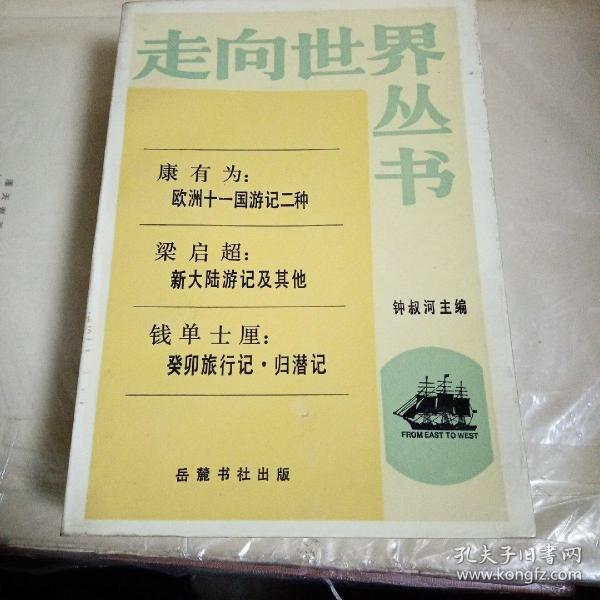 走向世界丛书
康有为：
欧洲十一国游记二种
梁启超：
新大陆游记及其他
钱单士厘：
癸卯旅行记·归潜记
钟叔河主编
FROM EAST TO WEST
岳麓书社出版
孔夫子旧书网
www.kongfz.com